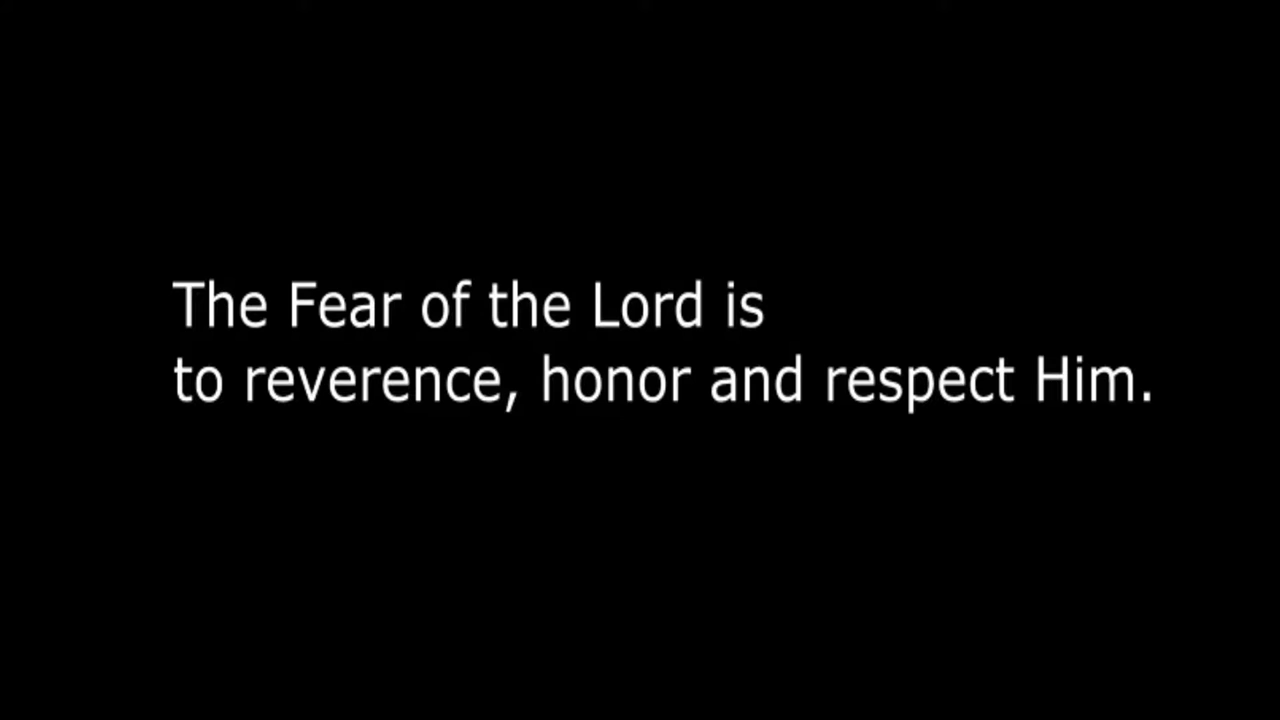 The Fear of the Lord is
to reverence, honor and respect Him.